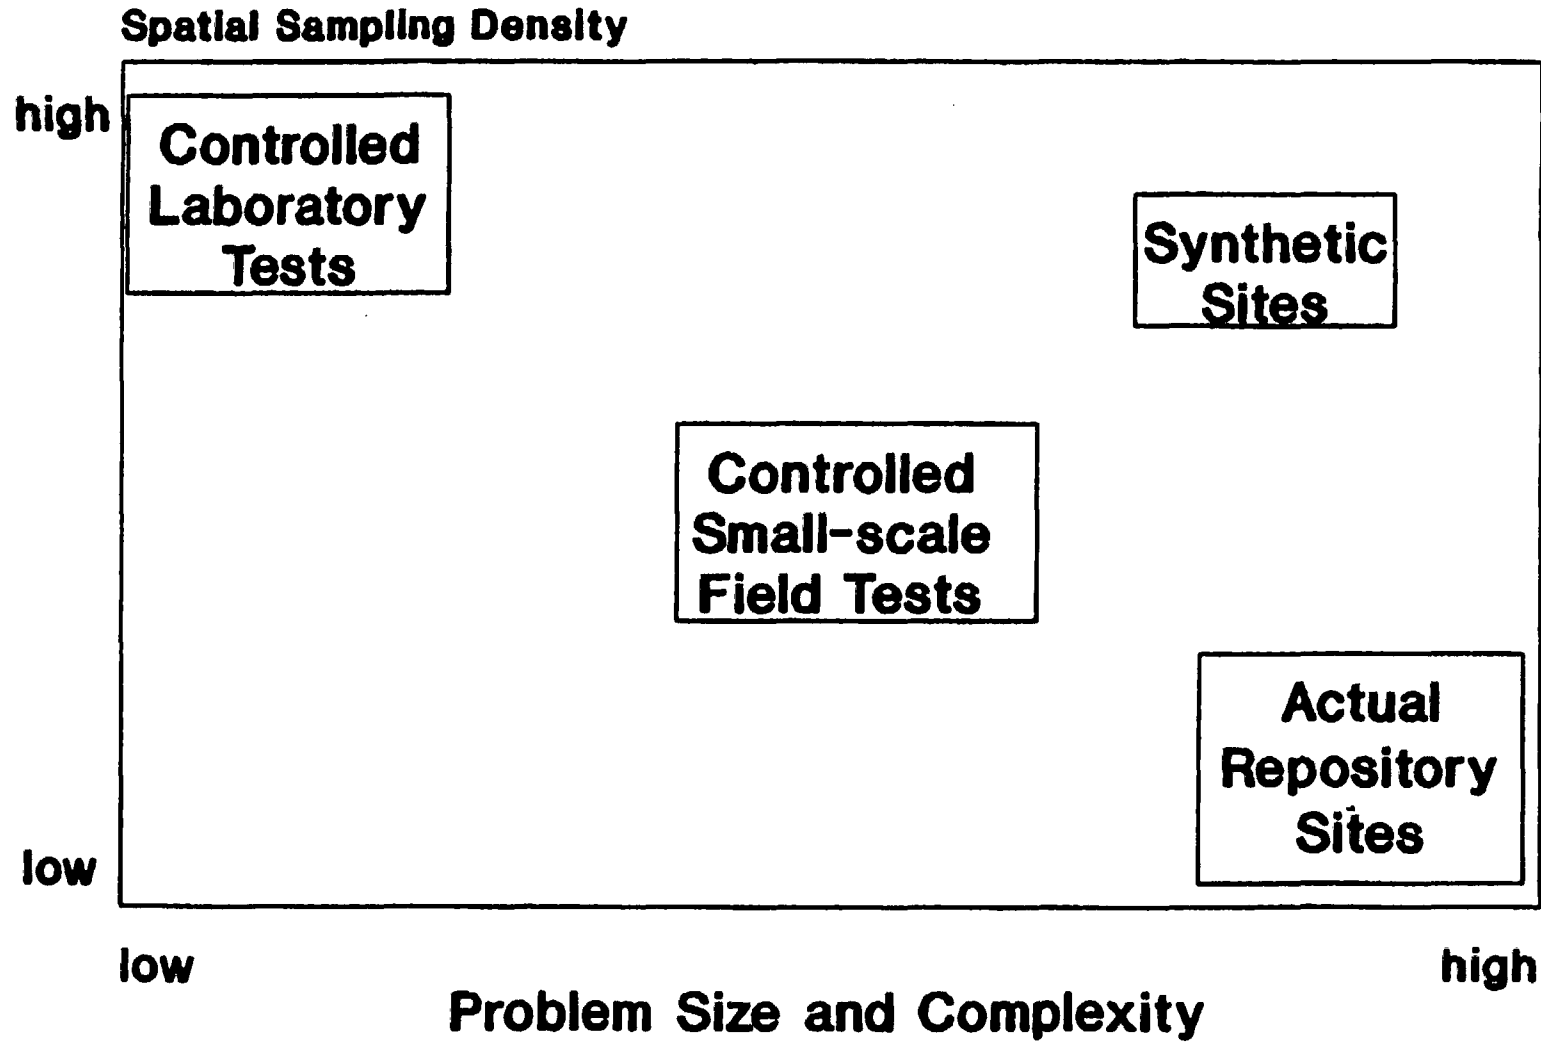 Spatial Sampling Density
high
Controlled
Laboratory
Tests
Synthetic
Sites
Controlled
Small-scale
Field Tests
Actual
Repository
Sites
low
low
high
Problem Size and Complexity